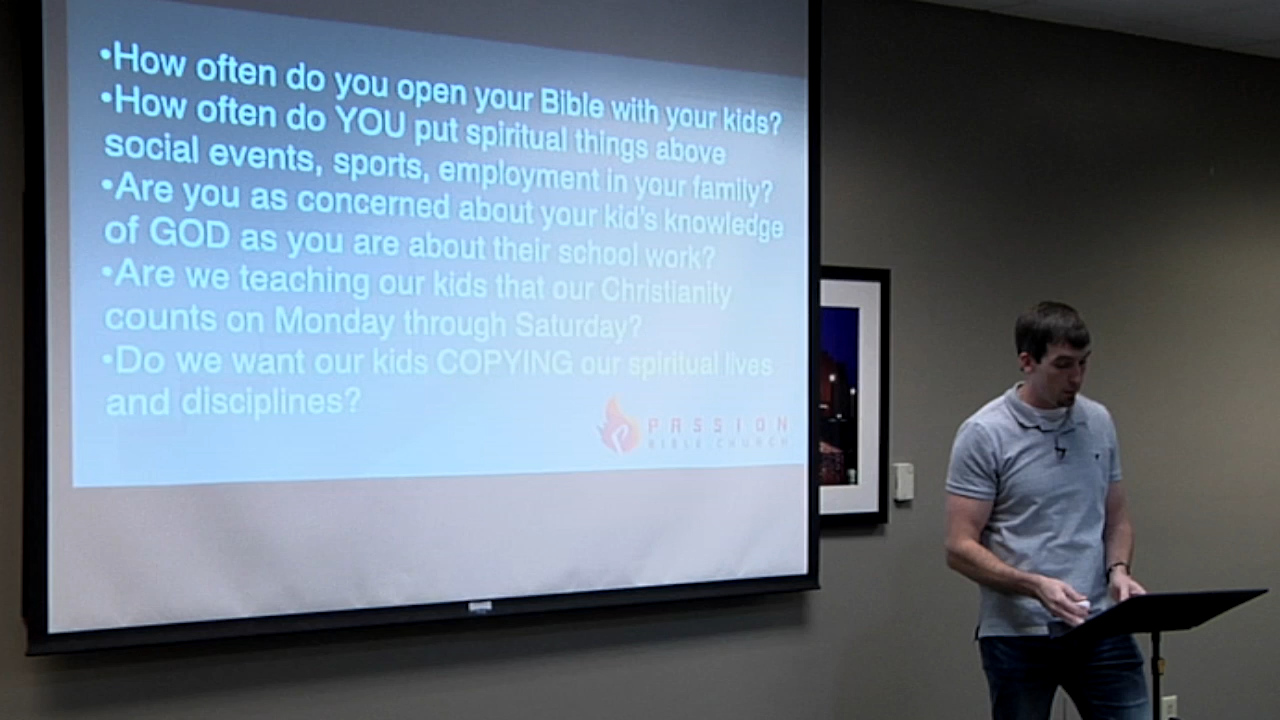 •How often do you open your Bible with your kids?
•How often do YOU put spiritual things above
social events, sports, employment in your family?
•Are you as concerned about your kid's knowledge
of GOD as you are about their school work?
•Are we teaching our kids that our Christianity
counts on Monday through Saturday?
•Do we want our kids COPYING our spiritual lives
and disciplines?
PASSION
BIBLE CHURCH